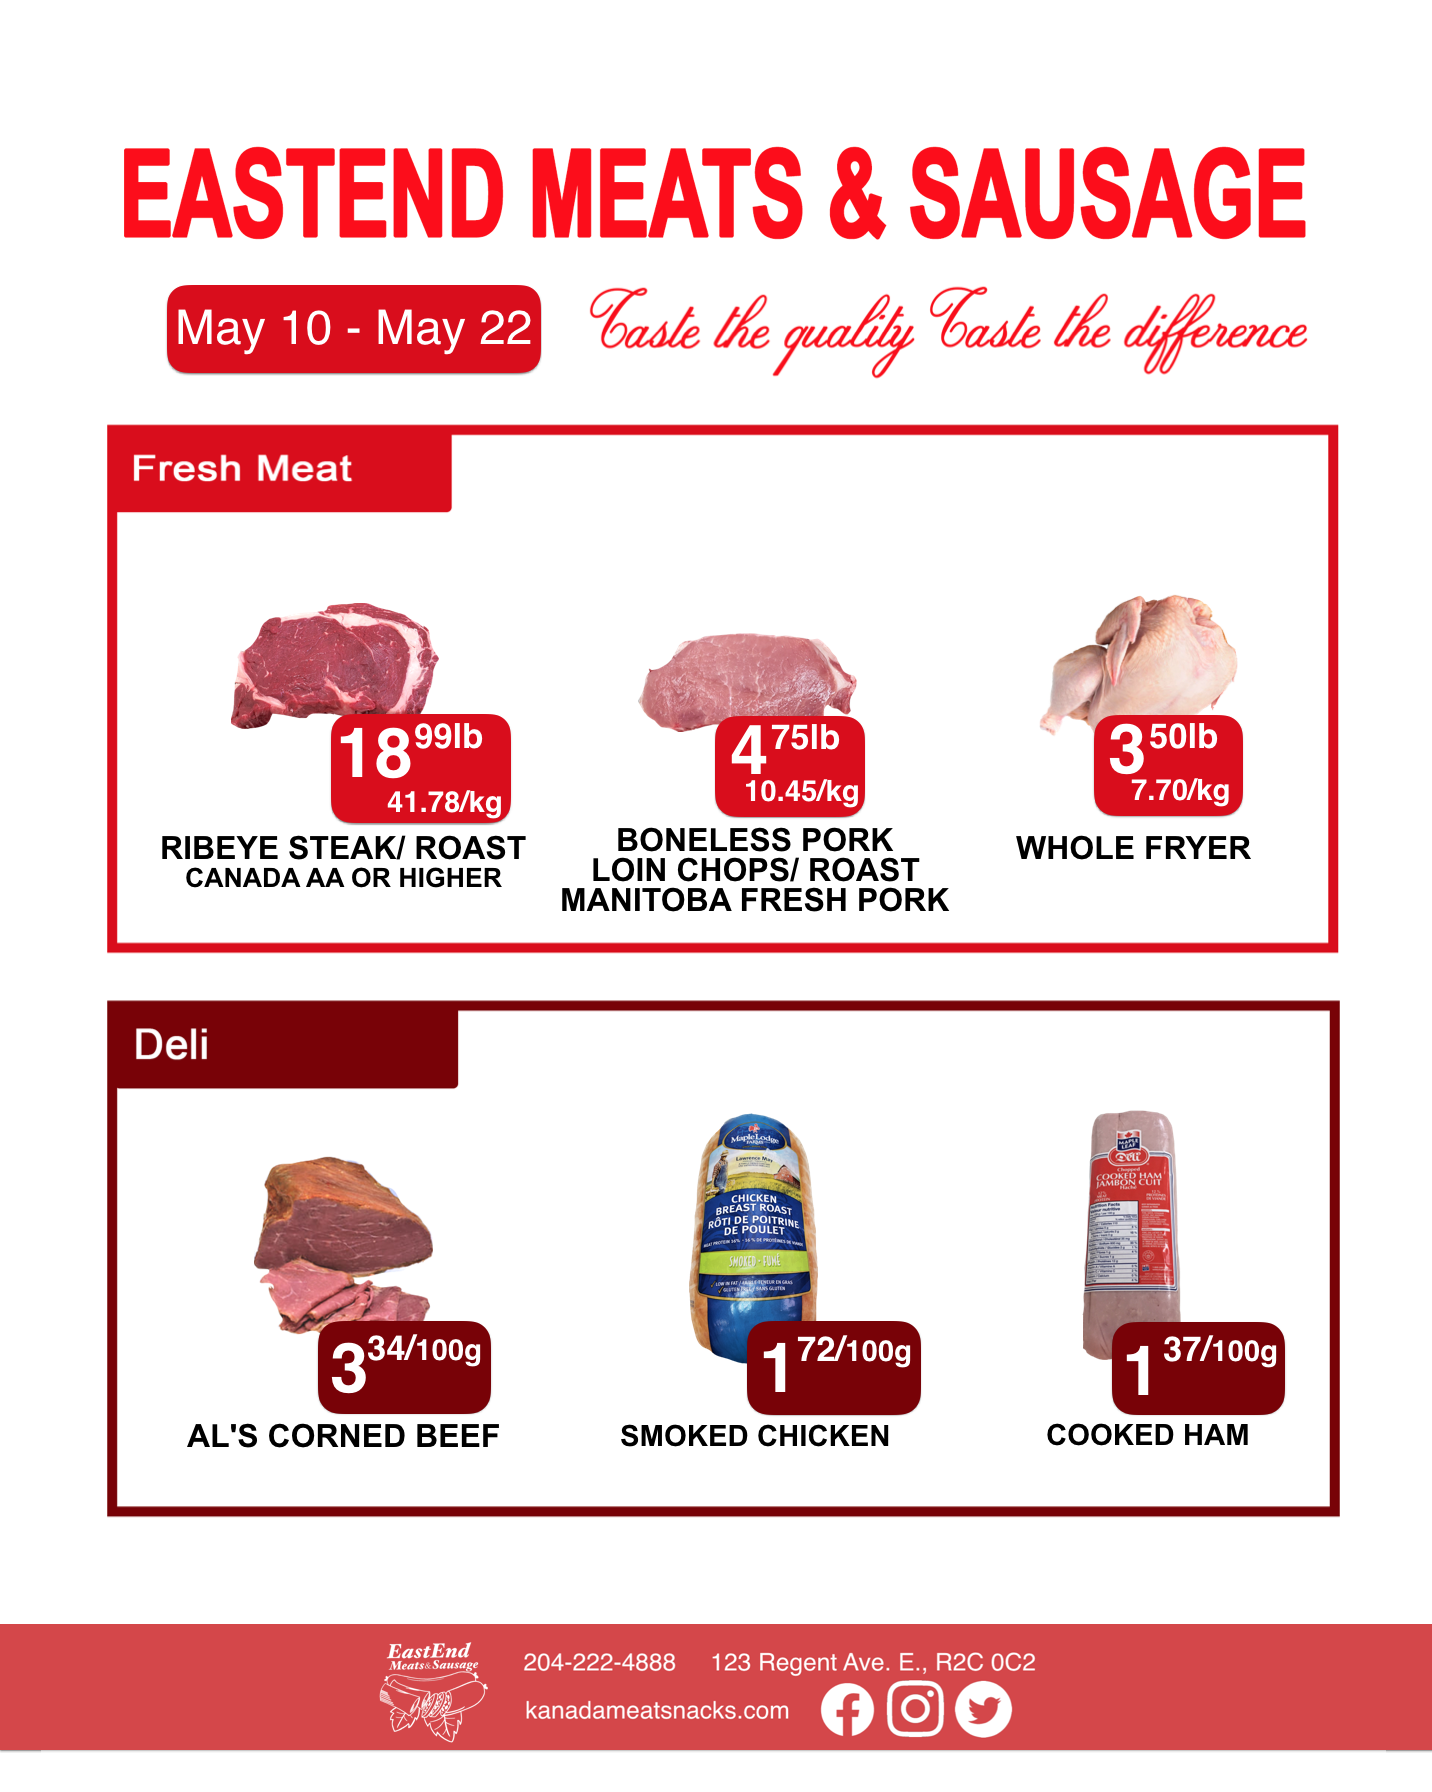 EASTEND MEATS & SAUSAGE
May 10 - May 22
Taste the quality Taste the difference
Fresh Meat
18 99lb
41.78/kg
RIBEYE STEAK/ ROAST
CANADA AA OR HIGHER
4 75lb
10.45/kg
BONELESS PORK
LOIN CHOPS/ ROAST
MANITOBA FRESH PORK
3 50lb
7.70/kg
WHOLE FRYER
Deli
3 34/100g
AL'S CORNED BEEF
Maple Lodge
FARMS
Lawrence May
CHICKEN
BREAST ROAST
RÔTI DE POITRINE
DE POULET
SMOKED - FUMÉ
1 72/100g
SMOKED CHICKEN
MAPLE
LEAF
Deli
Chopped
COOKED HAM
JAMBON CUIT
Haché
1 37/100g
COOKED HAM
EastEnd
Meats&Sausage
204-222-4888 123 Regent Ave. E., R2C 0C2
kanadameatsnacks.com